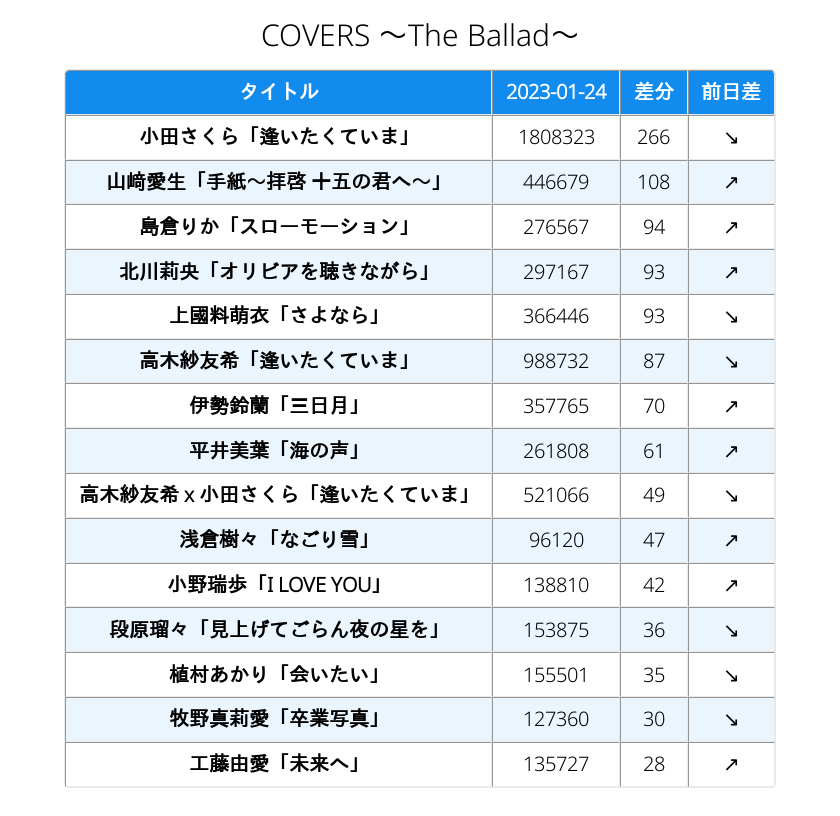 COVERS 〜The Ballad〜
タイトル 2023-01-24 差分 前日差
小田さくら「逢いたくていま」 1808323 266 ↘
山﨑愛生「手紙〜拝啓 十五の君へ〜」 446679 108 ↗
島倉りか「スローモーション」 276567 94 ↗
北川莉央「オリビアを聴きながら」 297167 93 ↗
上國料萌衣「さよなら」 366446 93 ↘
高木紗友希「逢いたくていま」 988732 87 ↘
伊勢鈴蘭「三日月」 357765 70 ↗
平井美葉「海の声」 261808 61 ↗
高木紗友希 x 小田さくら「逢いたくていま」 521066 49 ↘
浅倉樹々「なごり雪」 96120 47 ↗
小野瑞歩「I LOVE YOU」 138810 42 ↗
段原瑠々「見上げてごらん夜の星を」 153875 36 ↘
植村あかり「会いたい」 155501 35 ↘
牧野真莉愛「卒業写真」 127360 30 ↘
工藤由愛「未来へ」 135727 28 ↗